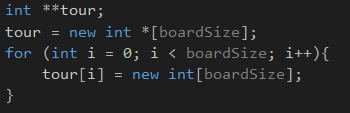 int **tour;
tour = new int *[boardSize];
for (int i = 0; i < boardSize; i++){
    tour[i] = new int[boardSize];
}